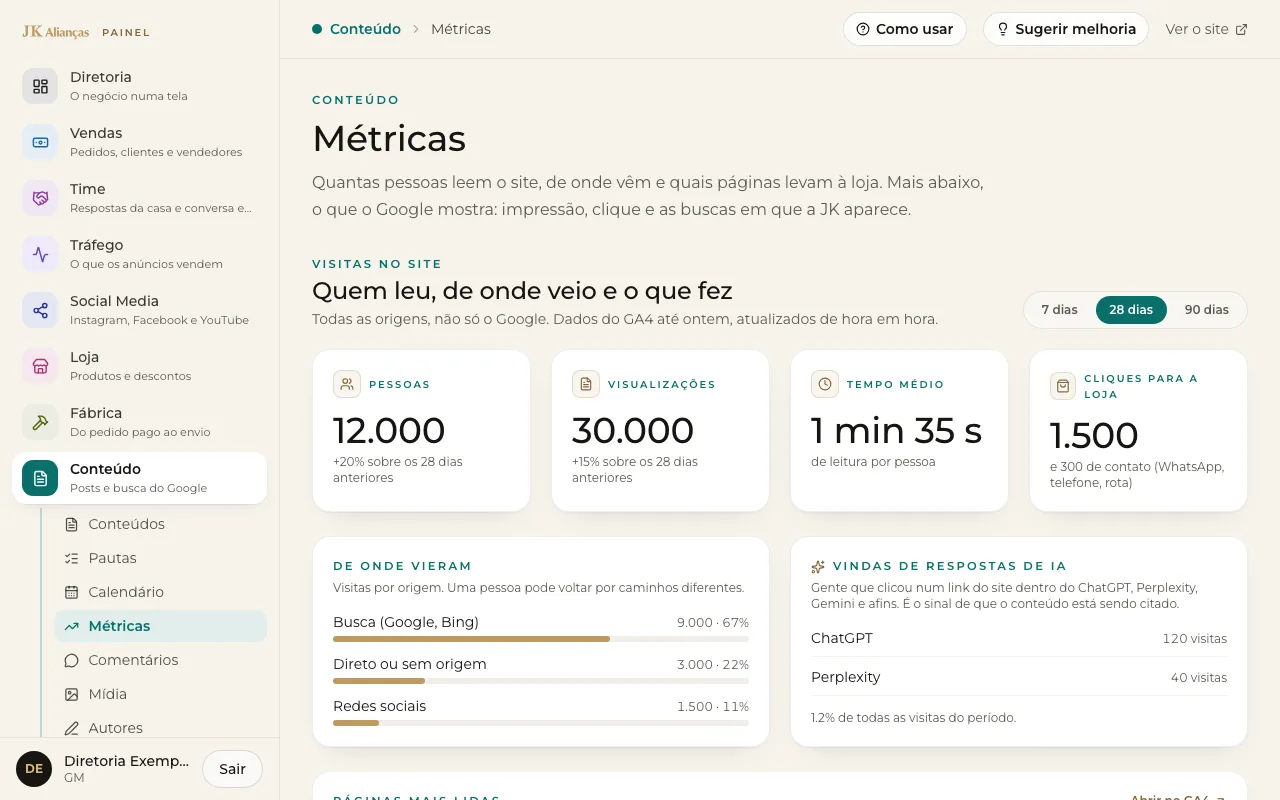 JK Alianças PAINEL
Diretoria
O negócio numa tela
Vendas
Pedidos, clientes e vendedores
Time
Respostas da casa e conversa e...
Tráfego
O que os anúncios vendem
Social Media
Instagram, Facebook e YouTube
Loja
Produtos e descontos
Fábrica
Do pedido pago ao envio
Conteúdo
Posts e busca do Google
Conteúdos
Pautas
Calendário
Métricas
Comentários
Mídia
Autores
DE
Diretoria Exemp...
GM
Sair
Conteúdo > Métricas
Como usar
Sugerir melhoria
Ver o site
CONTEÚDO
Métricas
Quantas pessoas leem o site, de onde vêm e quais páginas levam à loja. Mais abaixo,
o que o Google mostra: impressão, clique e as buscas em que a JK aparece.
VISITAS NO SITE
Quem leu, de onde veio e o que fez
Todas as origens, não só o Google. Dados do GA4 até ontem, atualizados de hora em hora.
7 dias
28 dias
90 dias
PESSOAS
12.000
+20% sobre os 28 dias
anteriores
VISUALIZAÇÕES
30.000
+15% sobre os 28 dias
anteriores
TEMPO MÉDIO
1 min 35 s
de leitura por pessoa
CLIQUES PARA A
LOJA
1.500
e 300 de contato (WhatsApp,
telefone, rota)
DE ONDE VIERAM
Visitas por origem. Uma pessoa pode voltar por caminhos diferentes.
Busca (Google, Bing) 9.000 · 67%
Direto ou sem origem 3.000 · 22%
Redes sociais 1.500 · 11%
VINDAS DE RESPOSTAS DE IA
Gente que clicou num link do site dentro do ChatGPT, Perplexity,
Gemini e afins. É o sinal de que o conteúdo está sendo citado.
ChatGPT 120 visitas
Perplexity 40 visitas
1.2% de todas as visitas do período.
PÁGINAS MAIS LIDAS
Abrir no GA4